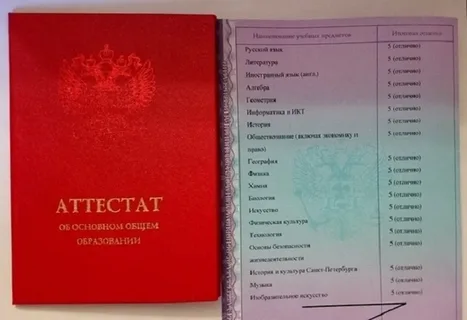 АТТЕСТАТ
ОБ ОСНОВНОМ ОБЩЕМ
ОБРАЗОВАНИИ
Наименование учебных предметов Итоговая отметка
Русский язык 5 (отлично)
Литература 5 (отлично)
Иностранный язык (англ.) 5 (отлично)
Алгебра 5 (отлично)
Геометрия 5 (отлично)
Информатика и ИКТ 5 (отлично)
История 5 (отлично)
Обществознание (включая экономику и 5 (отлично)
право)
География 5 (отлично)
Физика 5 (отлично)
Химия 5 (отлично)
Биология 5 (отлично)
Искусство 5 (отлично)
Физическая культура 5 (отлично)
Технология 5 (отлично)
Основы безопасности 5 (отлично)
жизнедеятельности
История и культура Санкт-Петербурга 5 (отлично)
Музыка 5 (отлично)
Изобразительное искусство 5 (отлично)